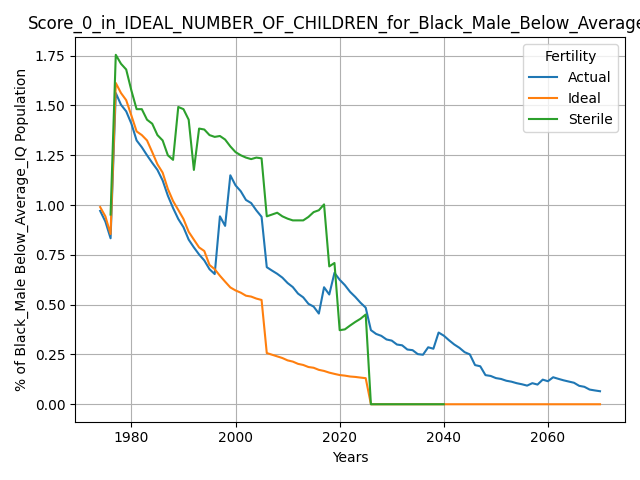 Score_0_in_IDEAL_NUMBER_OF_CHILDREN_for_Black_Male_Below_Average
% of Black_Male Below_Average_IQ Population
1.75
1.50
1.25
1.00
0.75
0.50
0.25
0.00
Fertility
Actual
Ideal
Sterile
1980
2000
2020
2040
2060
Years